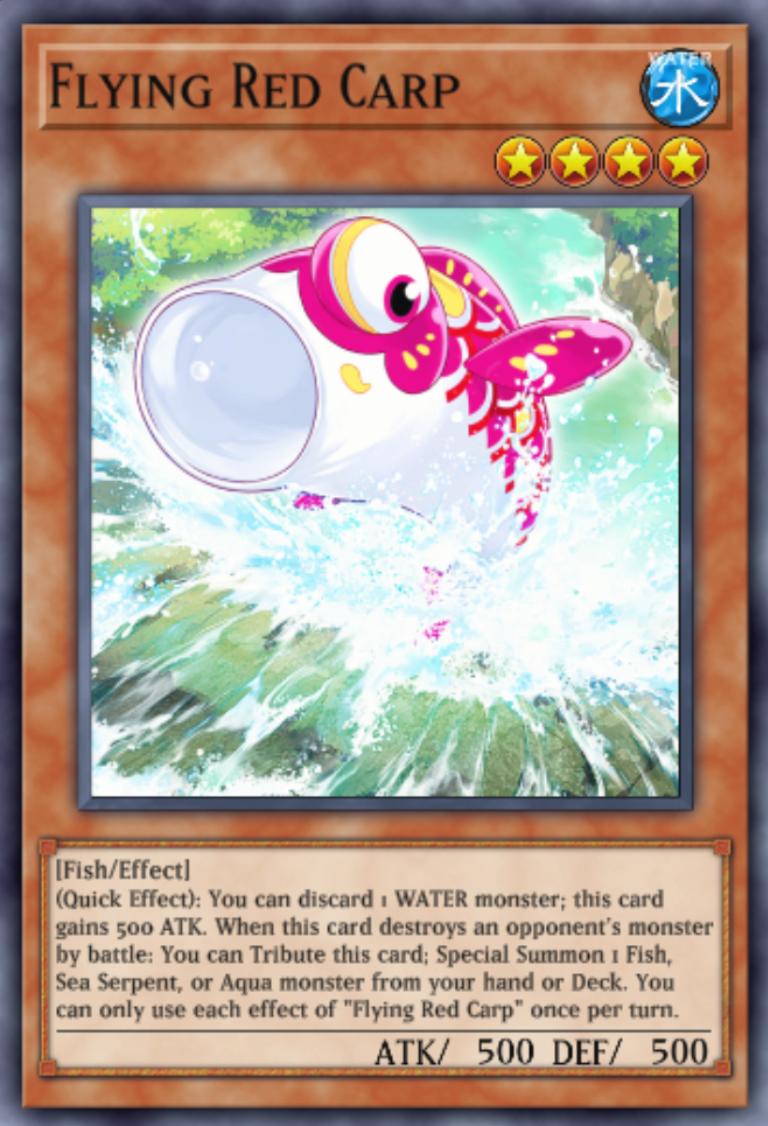 Flying Red Carp
WATER
水
[Fish/Effect]
(Quick Effect): You can discard 1 WATER monster; this card
gains 500 ATK. When this card destroys an opponent's monster
by battle: You can Tribute this card; Special Summon 1 Fish,
Sea Serpent, or Aqua monster from your hand or Deck. You
can only use each effect of "Flying Red Carp" once per turn.
ATK/ 500 DEF/ 500